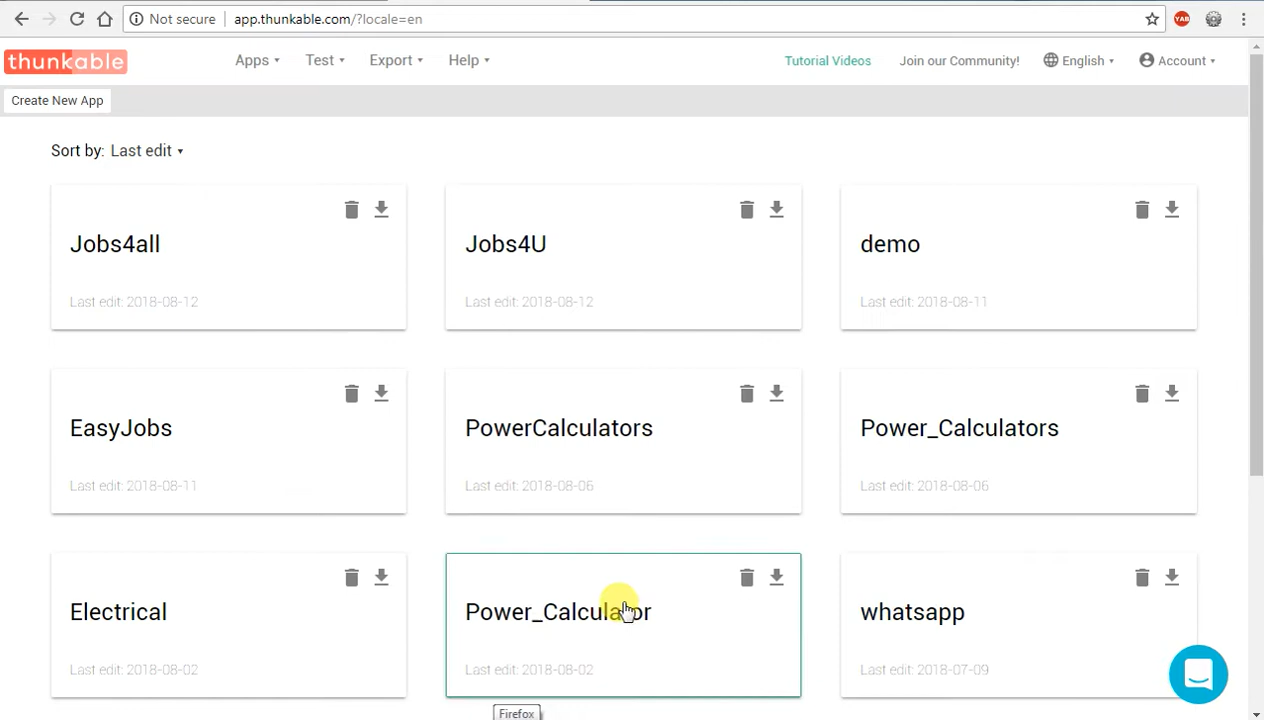 Not secure app.thunkable.com/?locale=en YAB
thunkable Apps Test Export Help Tutorial Videos Join our Community! English Account
Create New App
Sort by: Last edit
Jobs4all Jobs4U demo
Last edit: 2018-08-12 Last edit: 2018-08-12 Last edit: 2018-08-11
EasyJobs PowerCalculators Power_Calculators
Last edit: 2018-08-11 Last edit: 2018-08-06 Last edit: 2018-08-06
Electrical Power_Calculator whatsapp
Last edit: 2018-08-02 Last edit: 2018-08-02 Last edit: 2018-07-09
Firefox